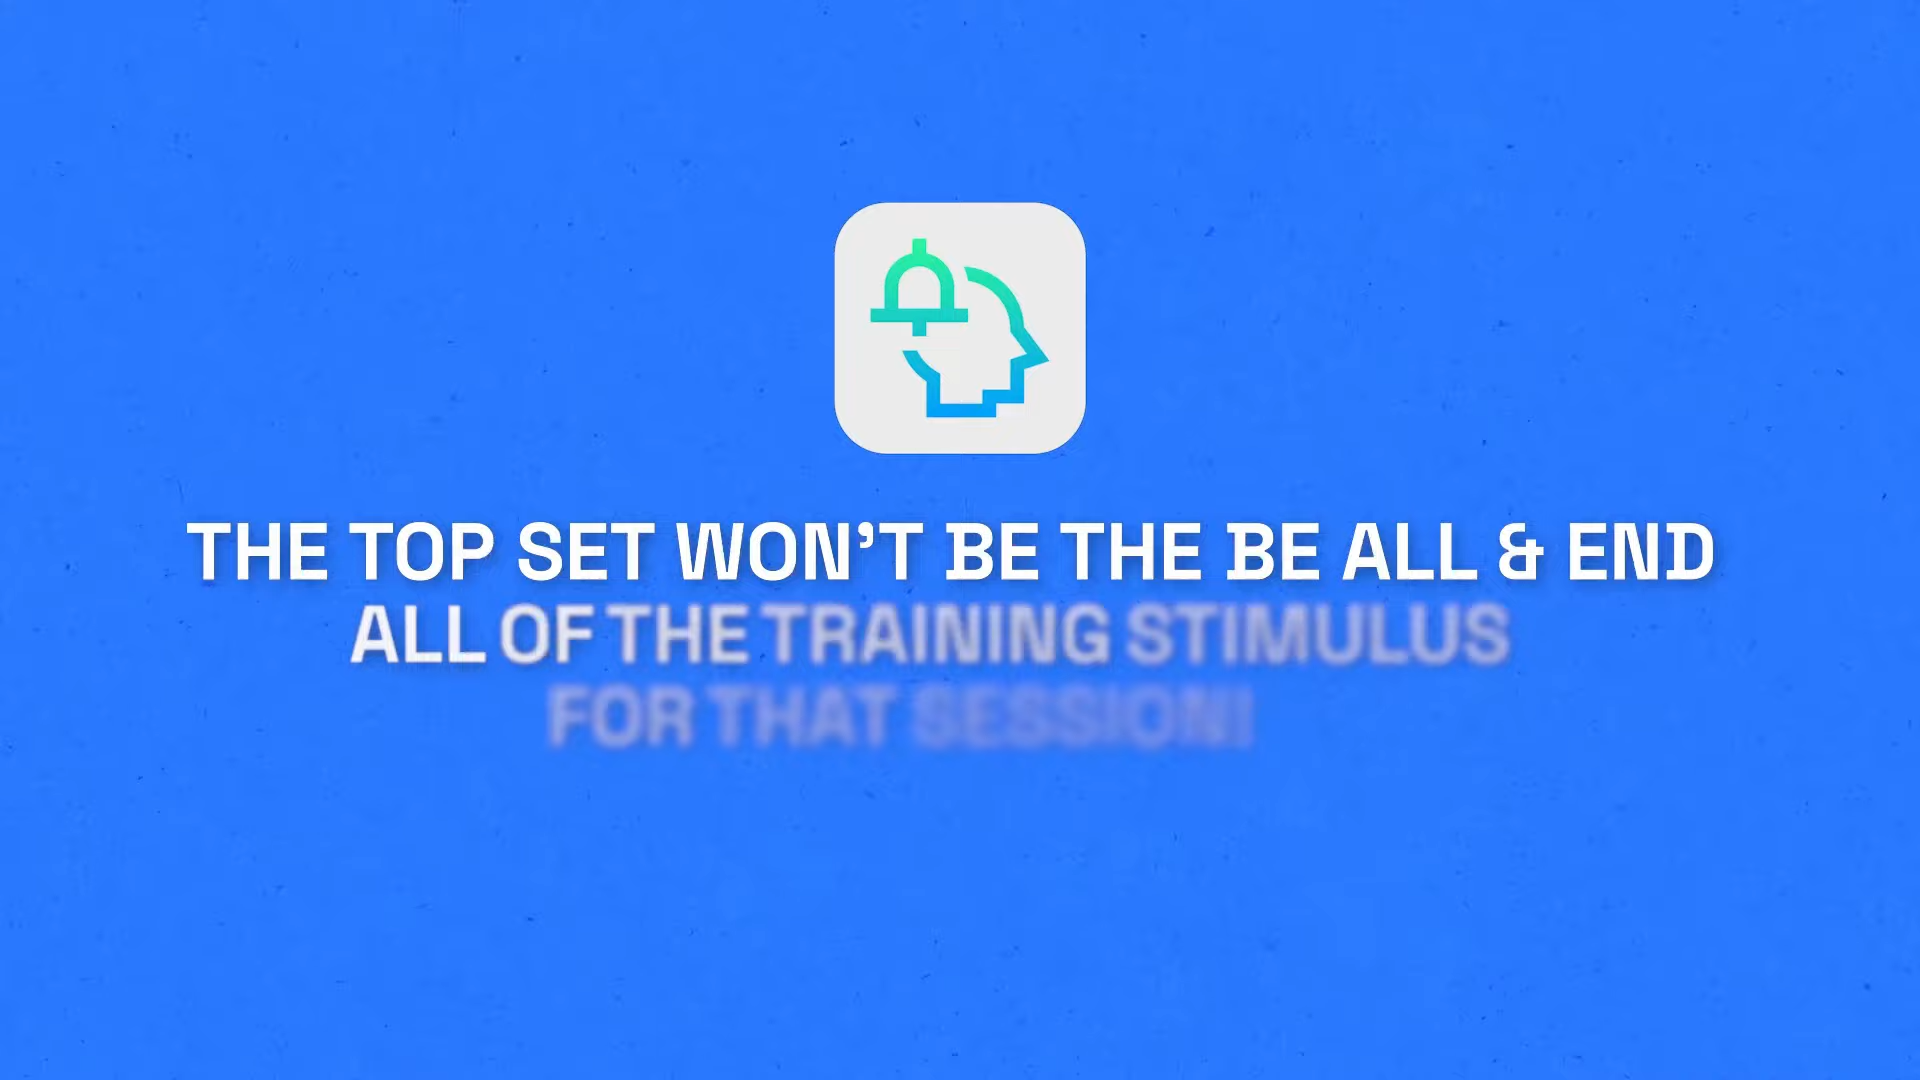 THE TOP SET WON’T BE THE BE ALL & END
ALL OF THE TRAINING STIMULUS
FOR THAT SESSION!